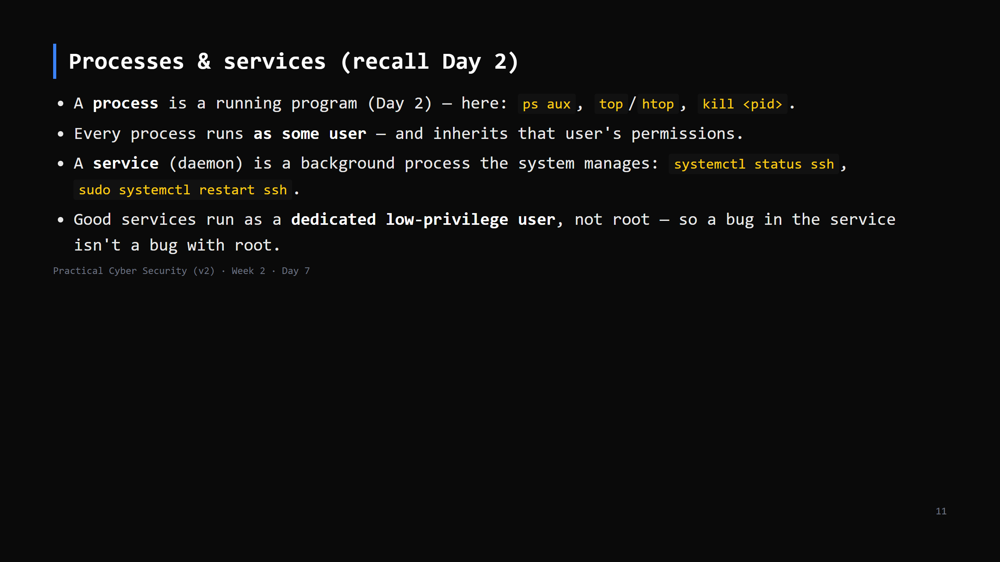 Processes & services (recall Day 2)
• A process is a running program (Day 2) — here: ps aux, top/htop, kill <pid>.
• Every process runs as some user — and inherits that user's permissions.
• A service (daemon) is a background process the system manages: systemctl status ssh,
sudo systemctl restart ssh.
• Good services run as a dedicated low-privilege user, not root — so a bug in the service
isn't a bug with root.
Practical Cyber Security (v2) · Week 2 · Day 7
11